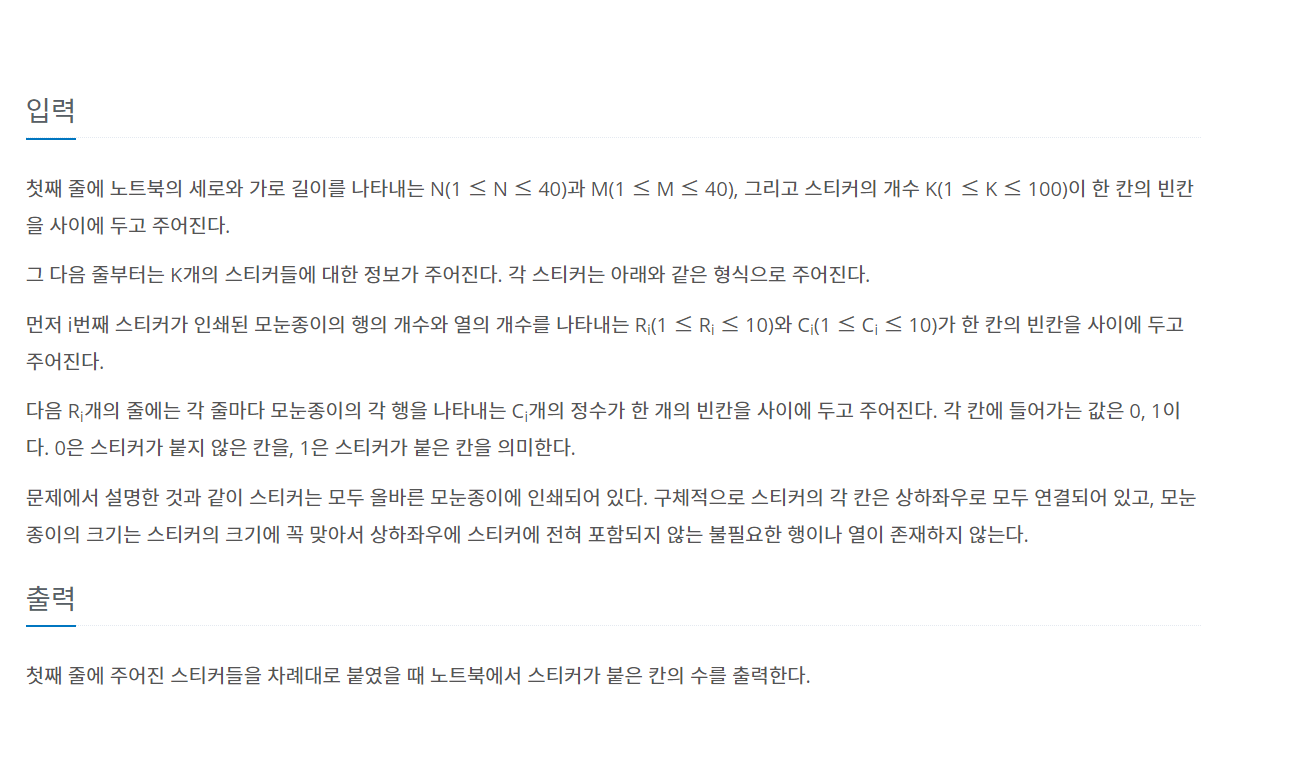 입력
첫째 줄에 노트북의 세로와 가로 길이를 나타내는 N(1 ≤ N ≤ 40)과 M(1 ≤ M ≤ 40), 그리고 스티커의 개수 K(1 ≤ K ≤ 100)이 한 칸의 빈칸
을 사이에 두고 주어진다.
그 다음 줄부터는 K개의 스티커들에 대한 정보가 주어진다. 각 스티커는 아래와 같은 형식으로 주어진다.
먼저 i번째 스티커가 인쇄된 모눈종이의 행의 개수와 열의 개수를 나타내는 Ri(1 ≤ Ri ≤ 10)와 Ci(1 ≤ Ci ≤ 10)가 한 칸의 빈칸을 사이에 두고
주어진다.
다음 Ri개의 줄에는 각 줄마다 모눈종이의 각 행을 나타내는 Ci개의 정수가 한 개의 빈칸을 사이에 두고 주어진다. 각 칸에 들어가는 값은 0, 1이
다. 0은 스티커가 붙지 않은 칸을, 1은 스티커가 붙은 칸을 의미한다.
문제에서 설명한 것과 같이 스티커는 모두 올바른 모눈종이에 인쇄되어 있다. 구체적으로 스티커의 각 칸은 상하좌우로 모두 연결되어 있고, 모눈
종이의 크기는 스티커의 크기에 꼭 맞아서 상하좌우에 스티커에 전혀 포함되지 않는 불필요한 행이나 열이 존재하지 않는다.
출력
첫째 줄에 주어진 스티커들을 차례대로 붙였을 때 노트북에서 스티커가 붙은 칸의 수를 출력한다.